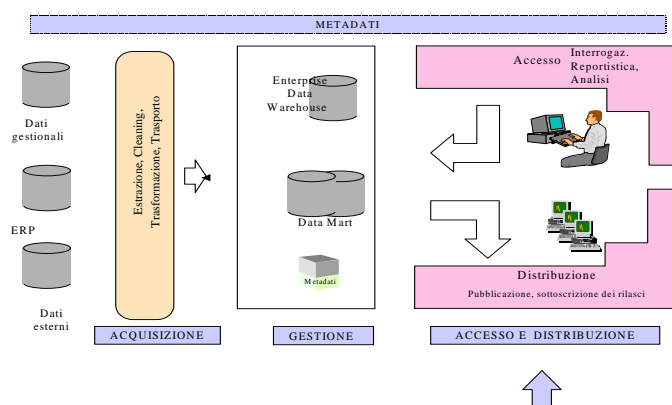 METADATI
Dati
gestionali
ERP
Dati
esterni
Estrazione, Cleaning,
Trasformazione, Trasporto
ACQUISIZIONE
Enterprise
Data
Warehouse
Data Mart
Metadati
GESTIONE
Accesso
Interrogaz.
Reportistica,
Analisi
Distribuzione
Pubblicazione, sottoscrizione dei rilasci
ACCESSO E DISTRIBUZIONE